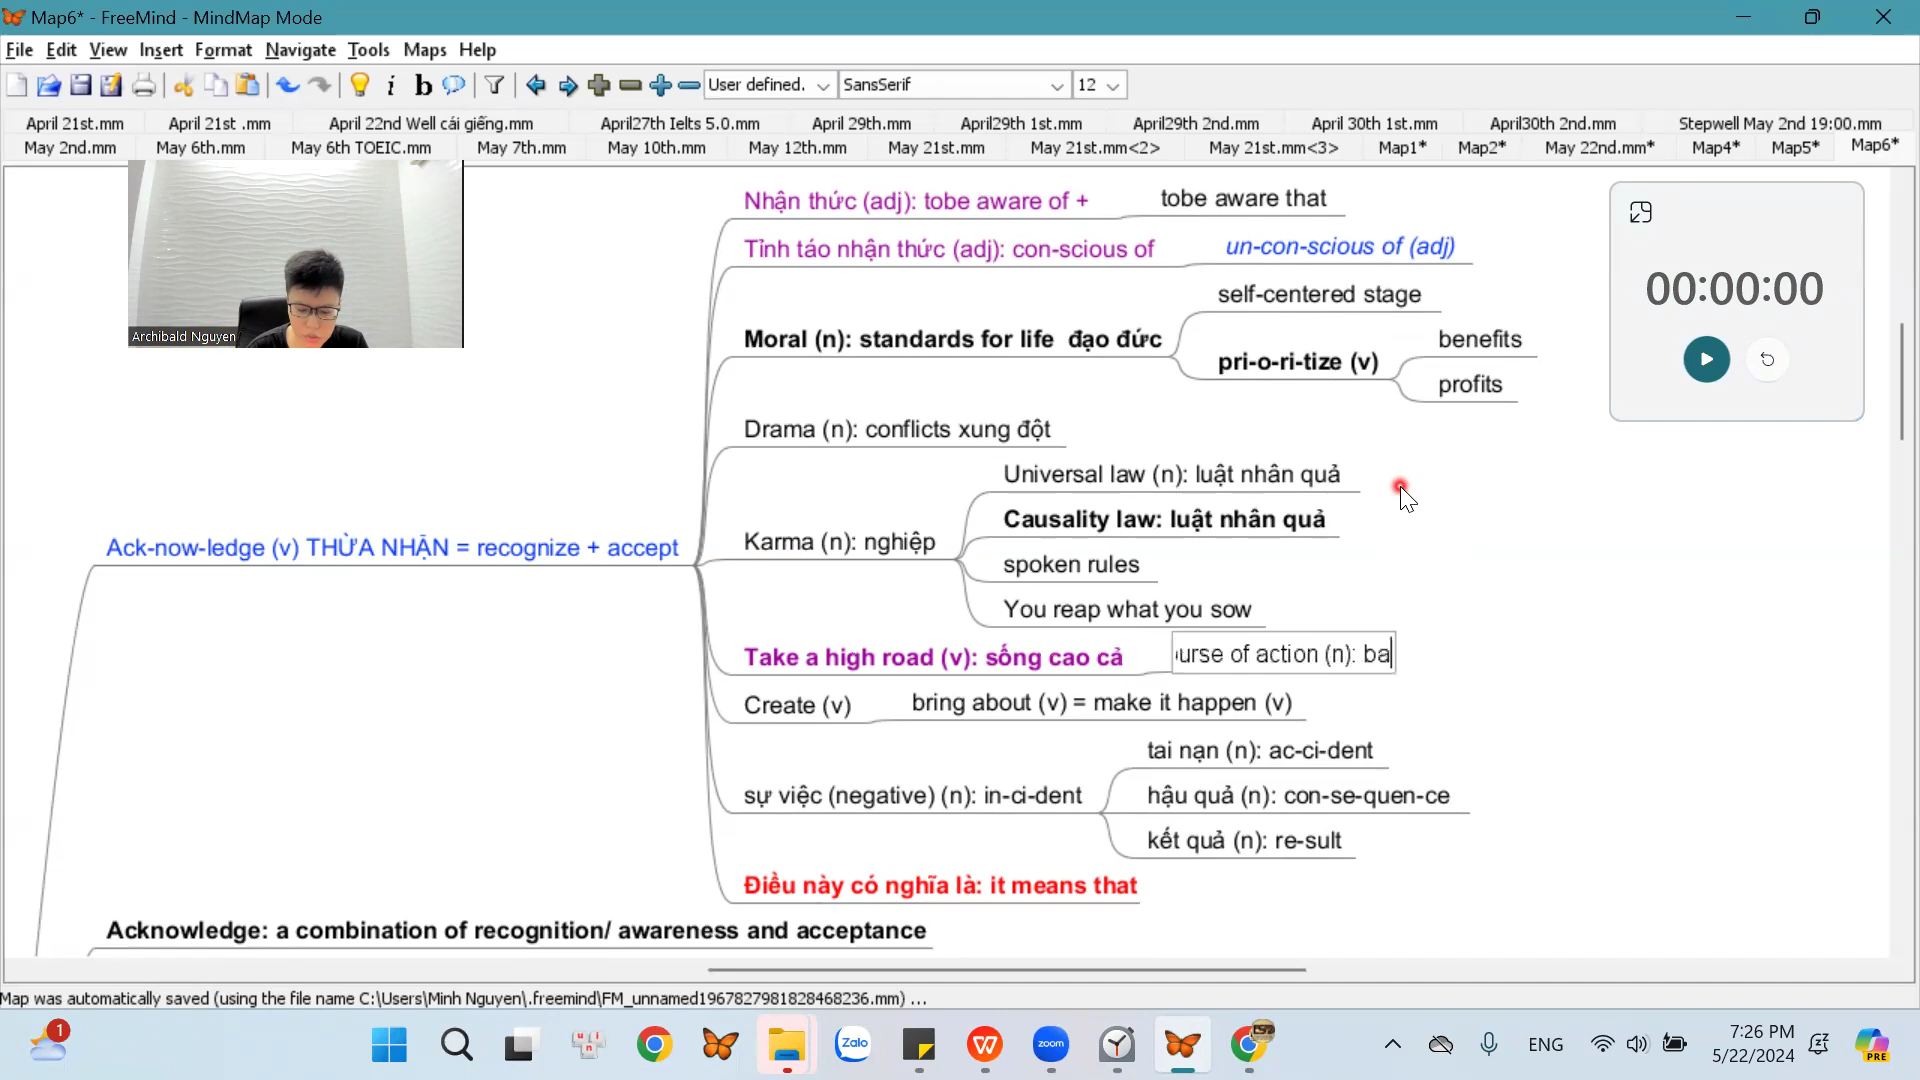 Map6* - FreeMind - MindMap Mode
File Edit View Insert Format Navigate Tools Maps Help
User defined. SansSerif 12
April 21st.mm April 21st .mm April 22nd Well cái giếng.mm April27th Ielts 5.0.mm April 29th.mm April29th 1st.mm April29th 2nd.mm April 30th 1st.mm April30th 2nd.mm Stepwell May 2nd 19:00.mm
May 2nd.mm May 6th.mm May 6th TOEIC.mm May 7th.mm May 10th.mm May 12th.mm May 21st.mm May 21st.mm<2> May 21st.mm<3> Map1* Map2* May 22nd.mm* Map4* Map5* Map6*
Archibald Nguyen
Nhận thức (adj): tobe aware of + tobe aware that
Tỉnh táo nhận thức (adj): con-scious of un-con-scious of (adj)
self-centered stage
Moral (n): standards for life đạo đức
pri-o-ri-tize (v)
benefits
profits
00:00:00
Drama (n): conflicts xung đột
Universal law (n): luật nhân quả
Causality law: luật nhân quả
Karma (n): nghiệp
spoken rules
You reap what you sow
Ack-now-ledge (v) THỪA NHẬN = recognize + accept
Take a high road (v): sống cao cả urse of action (n): ba
Create (v) bring about (v) = make it happen (v)
tai nạn (n): ac-ci-dent
sự việc (negative) (n): in-ci-dent hậu quả (n): con-se-quen-ce
kết quả (n): re-sult
Điều này có nghĩa là: it means that
Acknowledge: a combination of recognition/ awareness and acceptance
Map was automatically saved (using the file name C:\Users\Minh Nguyen\.freemind\FM_unnamed1967827981828468236.mm) ...
1
Zalo
zoom
ENG
7:26 PM
5/22/2024
PRE